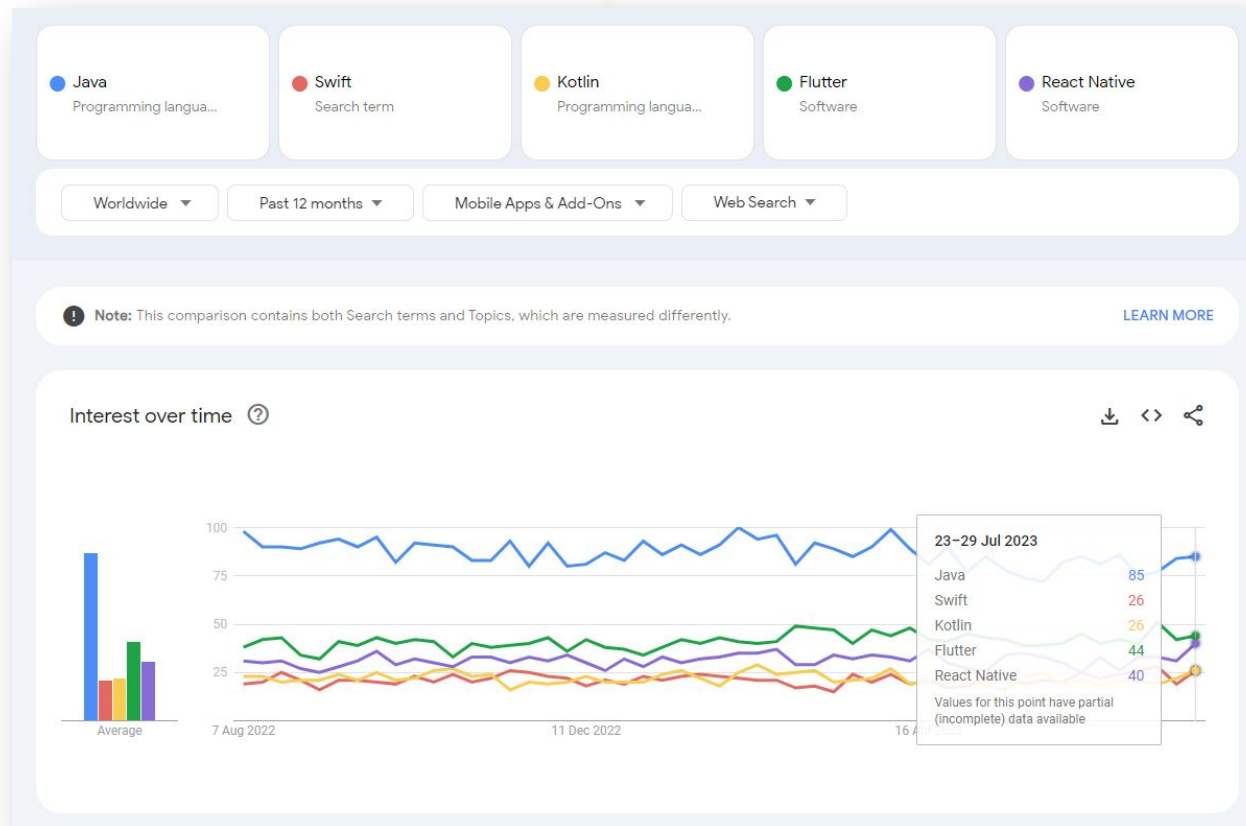 Java
Programming langua...
Swift
Search term
Kotlin
Programming langua...
Flutter
Software
React Native
Software
Worldwide
Past 12 months
Mobile Apps & Add-Ons
Web Search
Note: This comparison contains both Search terms and Topics, which are measured differently.
LEARN MORE
Interest over time
100
75
50
25
Average
7 Aug 2022
11 Dec 2022
16 A
23–29 Jul 2023
Java 85
Swift 26
Kotlin 26
Flutter 44
React Native 40
Values for this point have partial
(incomplete) data available